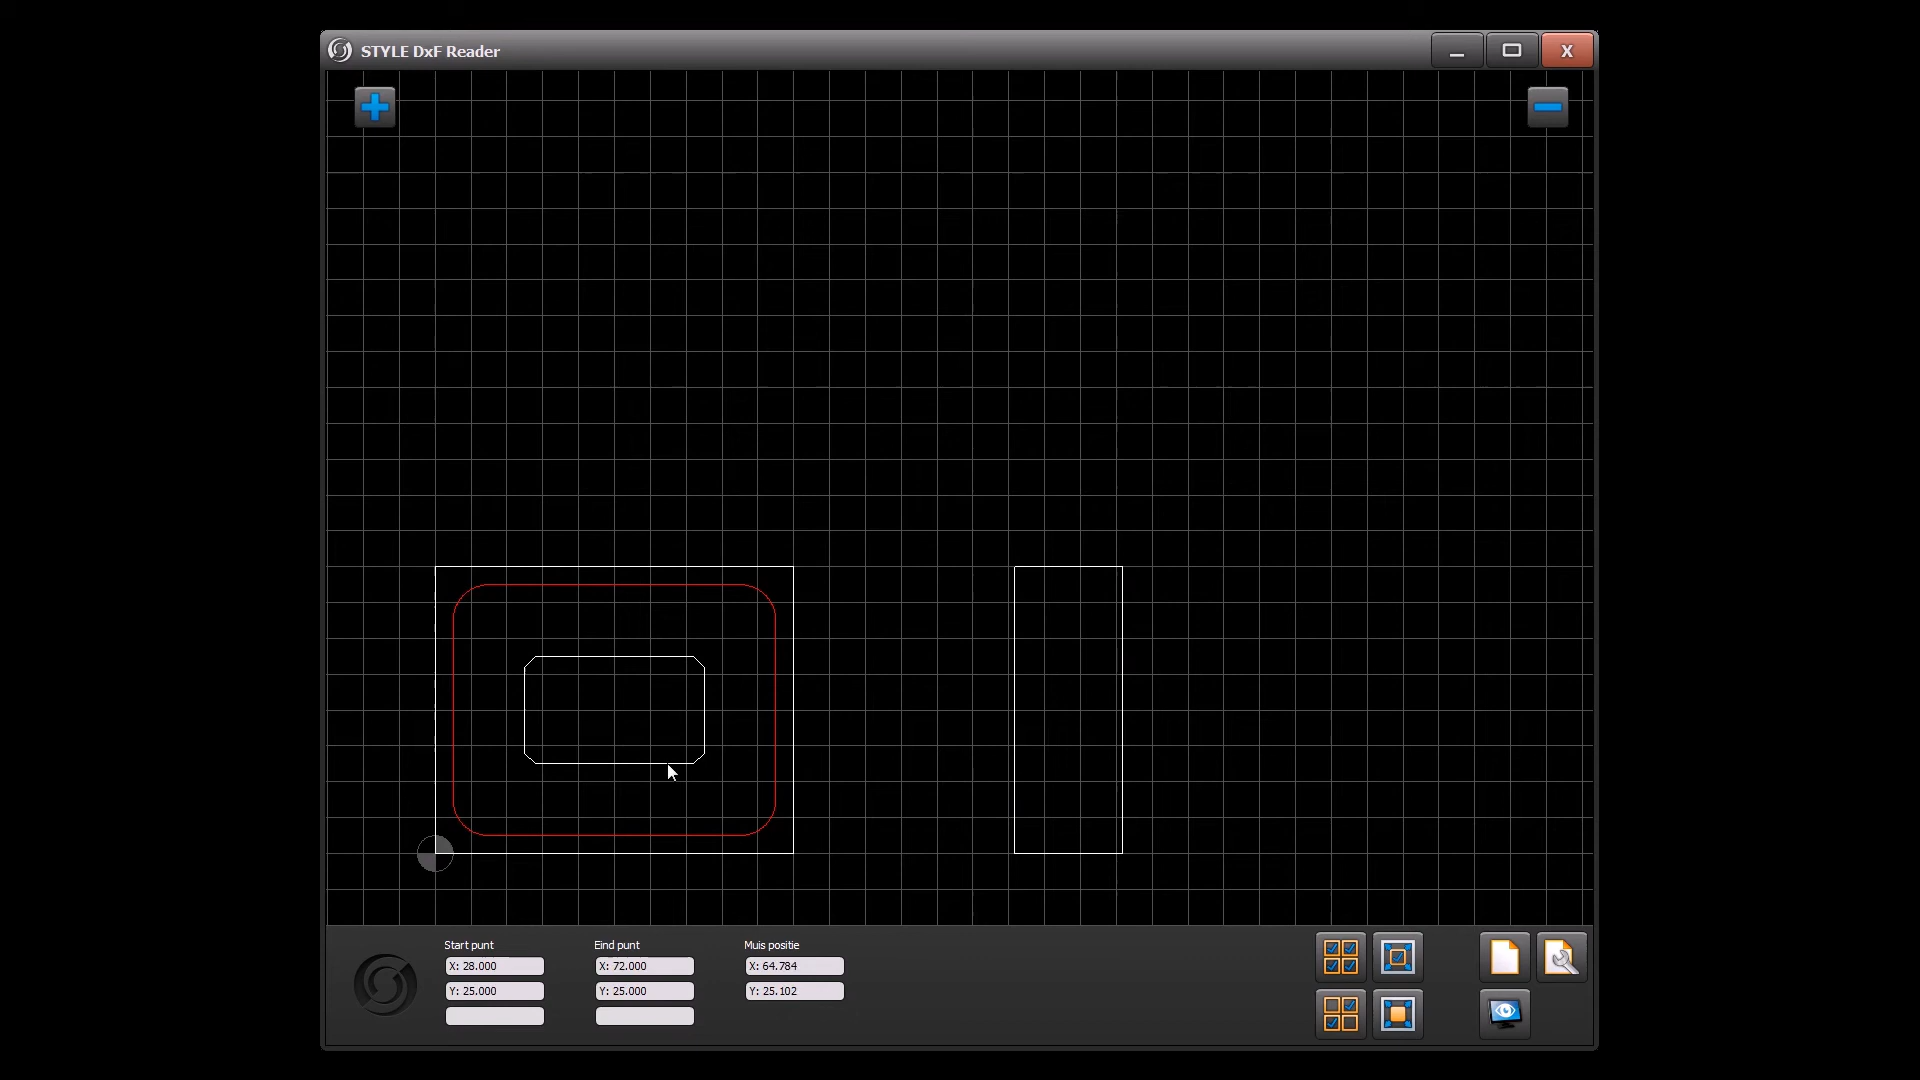 STYLE DxF Reader
X
Start punt
Eind punt
Muis positie
X: 28.000
X: 72.000
X: 64.784
Y: 25.000
Y: 25.000
Y: 25.102